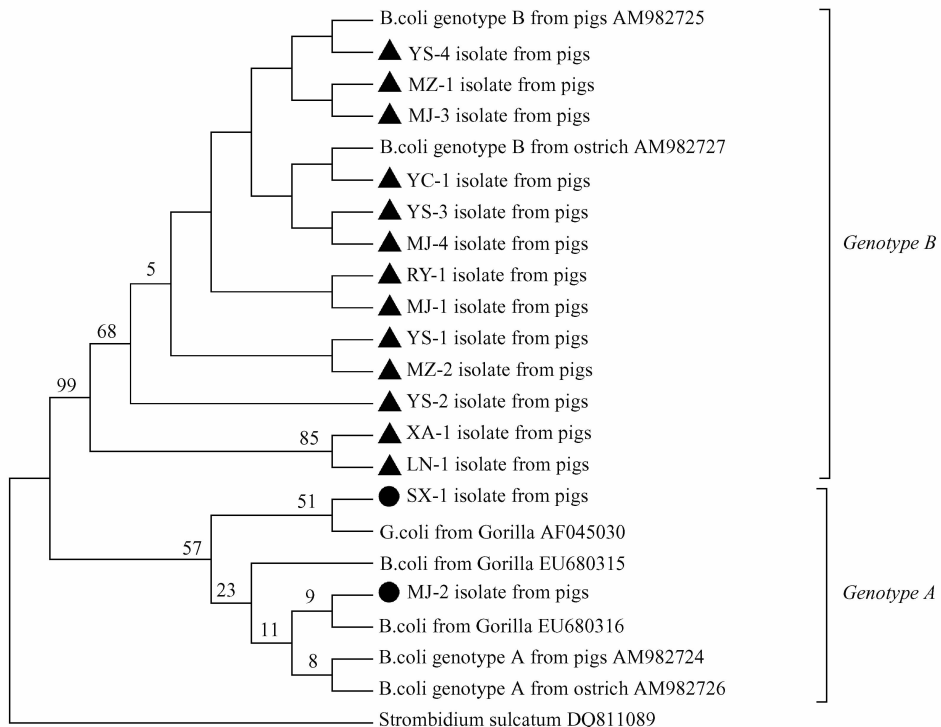 B.coli genotype B from pigs AM982725
YS-4 isolate from pigs
MZ-1 isolate from pigs
MJ-3 isolate from pigs
B.coli genotype B from ostrich AM982727
YC-1 isolate from pigs
YS-3 isolate from pigs
MJ-4 isolate from pigs
Genotype B
RY-1 isolate from pigs
5
MJ-1 isolate from pigs
68
YS-1 isolate from pigs
MZ-2 isolate from pigs
99
YS-2 isolate from pigs
XA-1 isolate from pigs
85
LN-1 isolate from pigs
SX-1 isolate from pigs
51
G.coli from Gorilla AF045030
57
B.coli from Gorilla EU680315
23
9
MJ-2 isolate from pigs
Genotype A
B.coli from Gorilla EU680316
11
8
B.coli genotype A from pigs AM982724
B.coli genotype A from ostrich AM982726
Strombidium sulcatum DQ811089